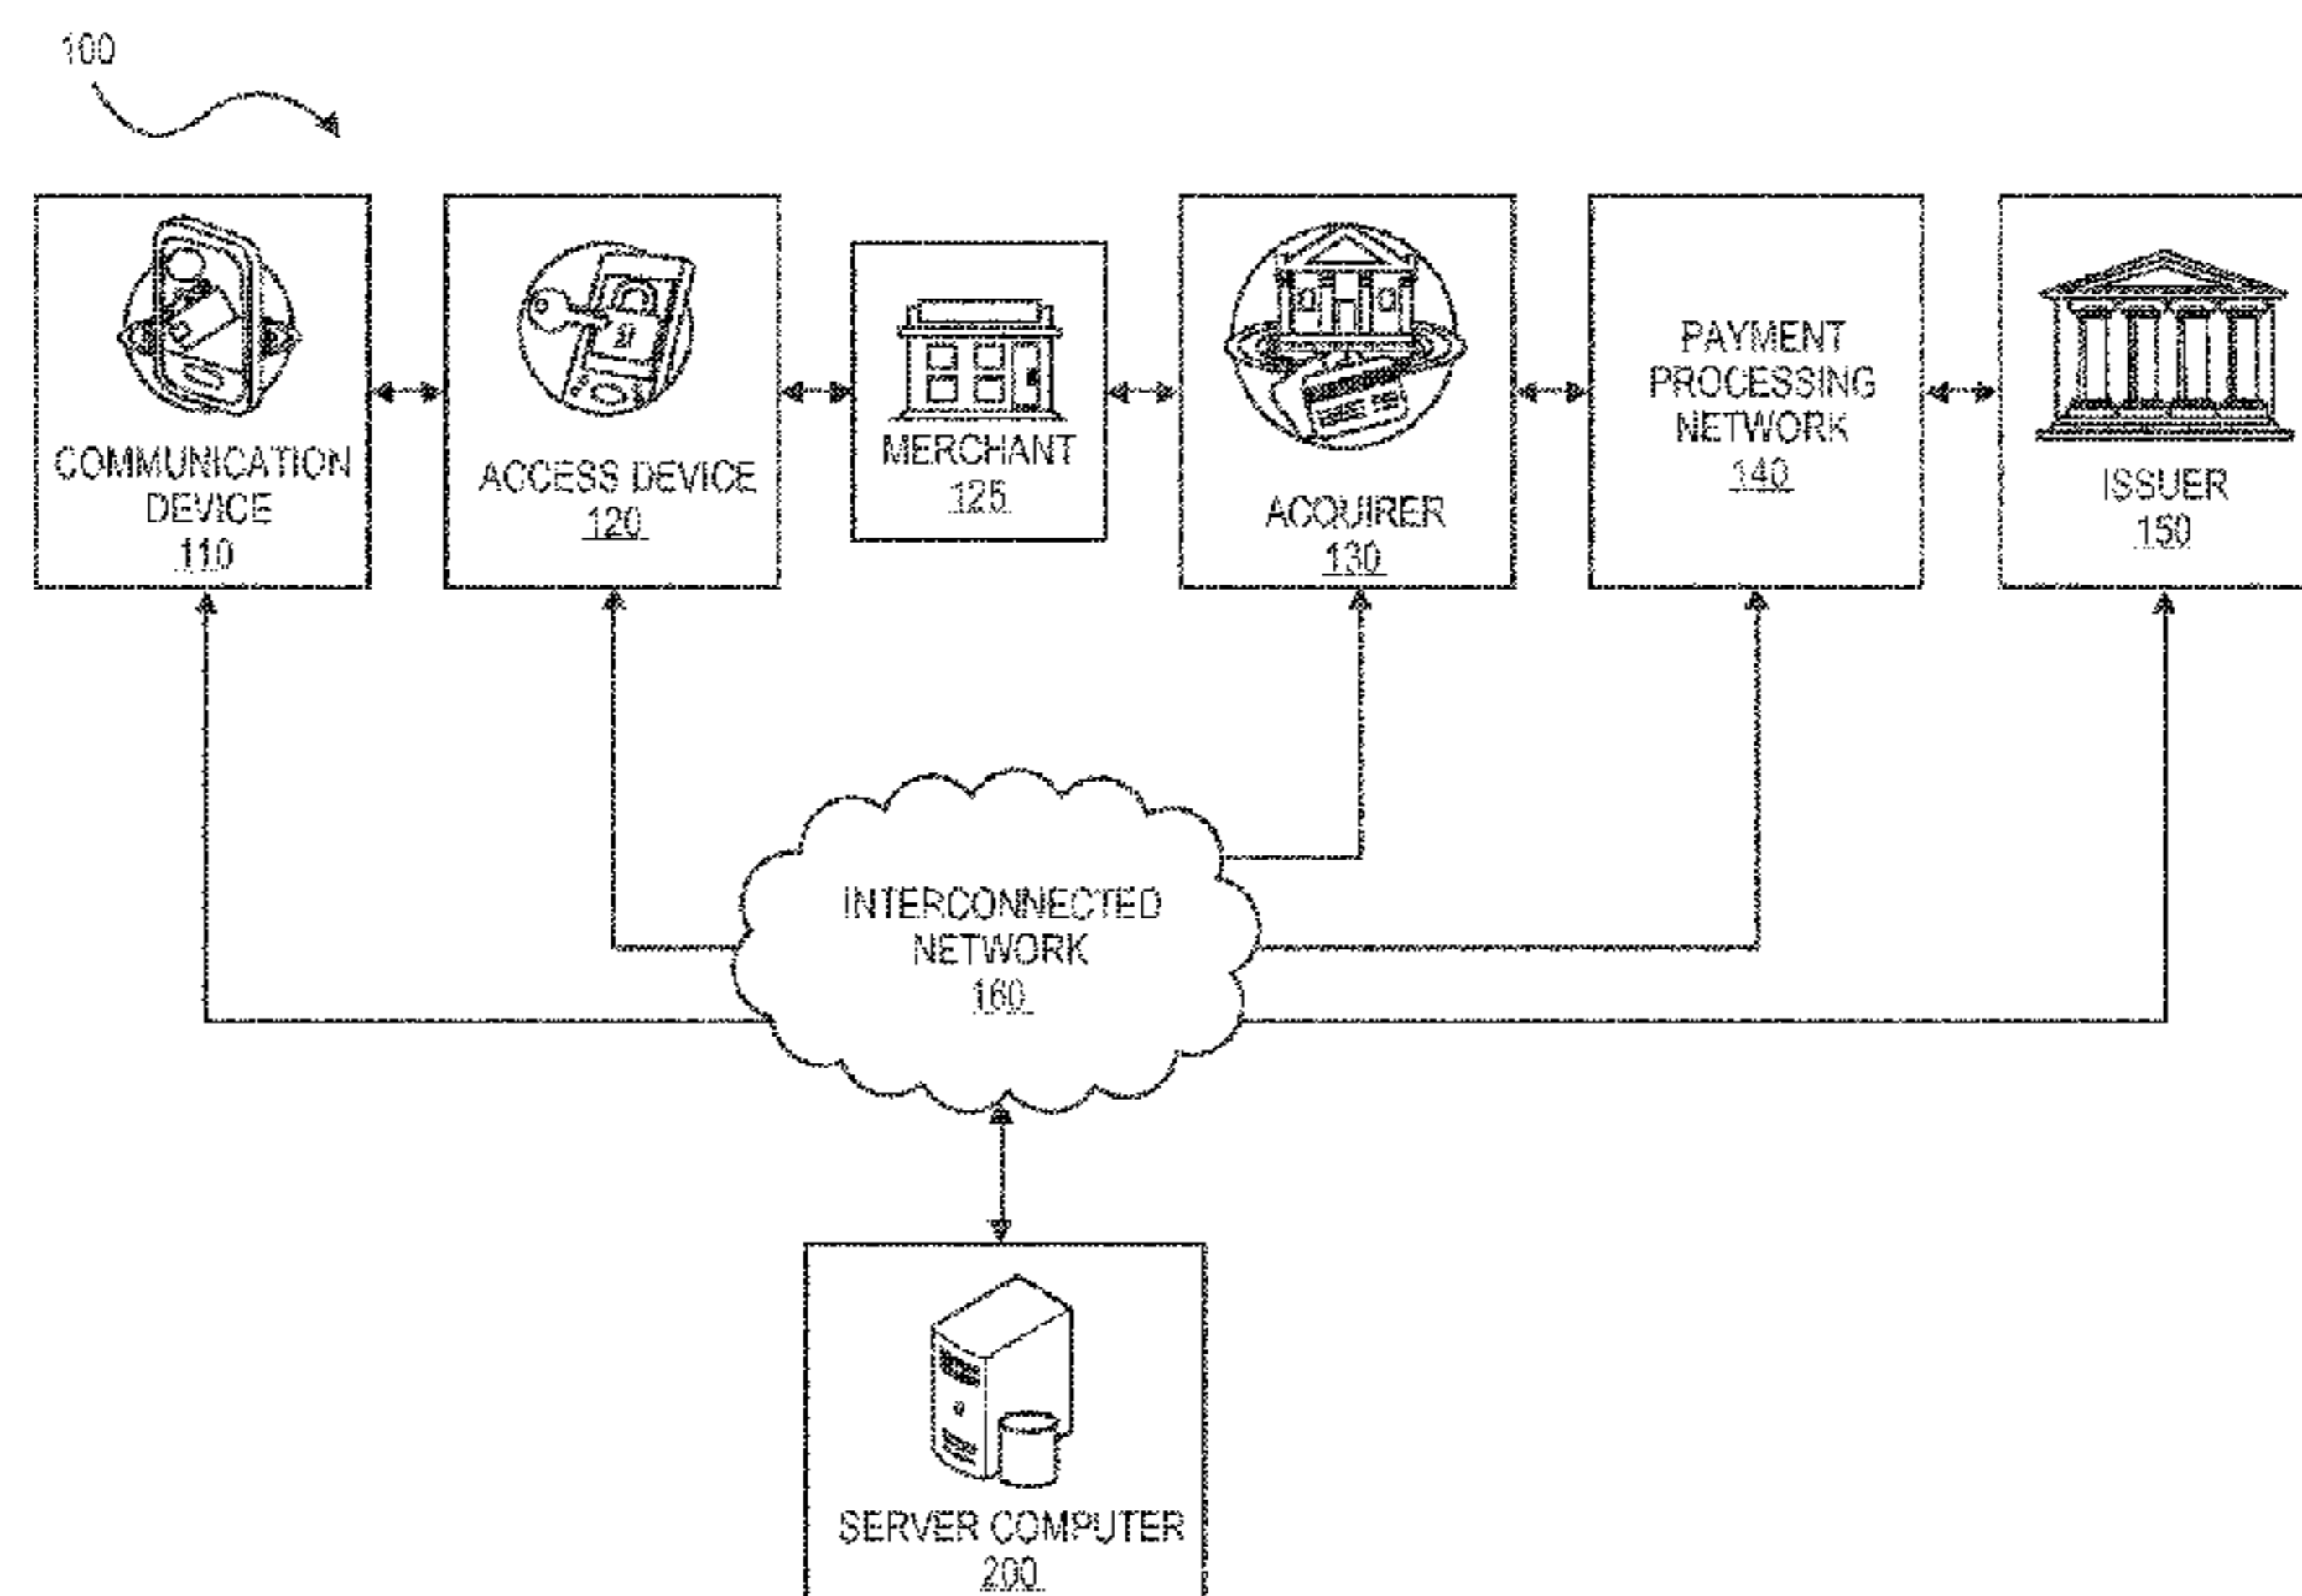 100
COMMUNICATION
DEVICE
110
ACCESS DEVICE
120
MERCHANT
125
ACQUIRER
130
PAYMENT
PROCESSING
NETWORK
140
ISSUER
150
INTERCONNECTED
NETWORK
160
SERVER COMPUTER
200